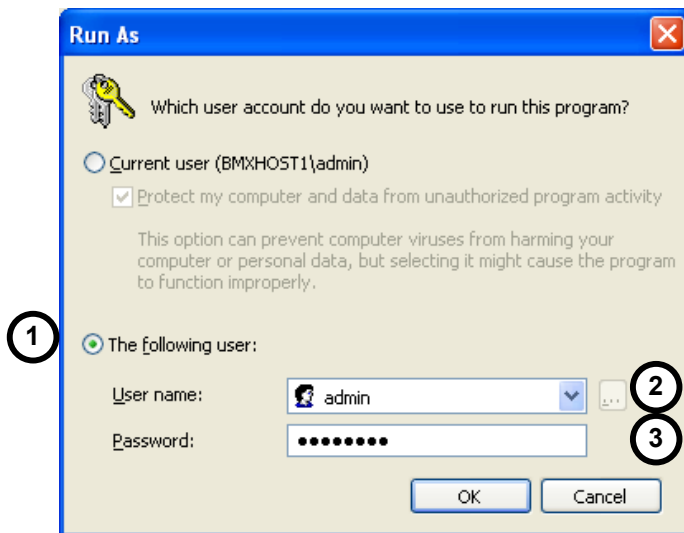 Run As
Which user account do you want to use to run this program?
Current user (BMXHOST1\admin)
Protect my computer and data from unauthorized program activity
This option can prevent computer viruses from harming your
computer or personal data, but selecting it might cause the program
to function improperly.
1
The following user:
User name:
admin
...
2
Password:
••••••••
3
OK
Cancel